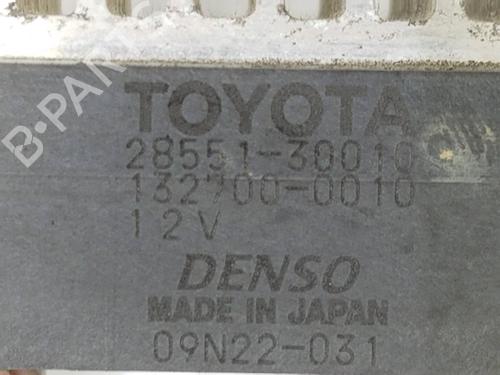 B-PARTS
TOYOTA
28551-30010
132700-0010
12V
DENSO
MADE IN JAPAN
09N22-031